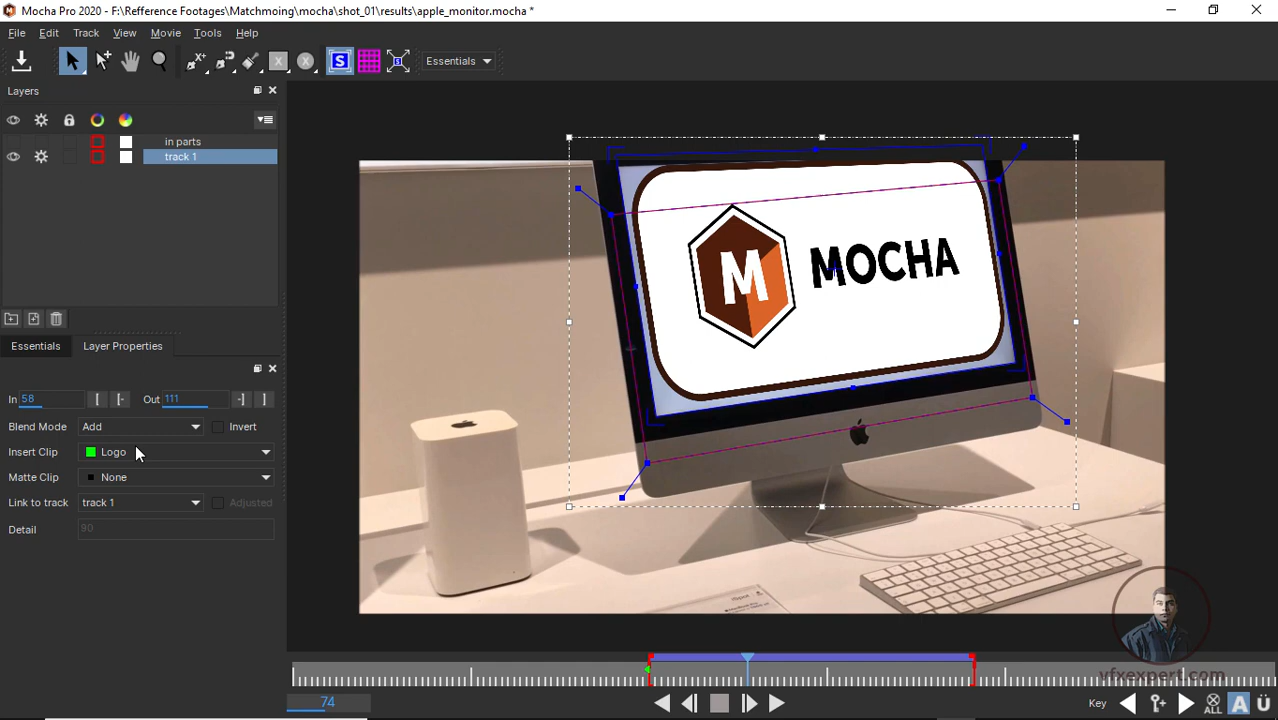 Mocha Pro 2020 - F:\Refference Footages\Matchmoing\mocha\shot_01\results\apple_monitor.mocha *
File Edit Track View Movie Tools Help
Essentials
Layers
in parts
track 1
Essentials Layer Properties
In 58 Out 111
Blend Mode Add Invert
Insert Clip Logo
Matte Clip None
Link to track track 1 Adjusted
Detail 90
M MOCHA
vfxexpert.com
74
Key ALL A Ü